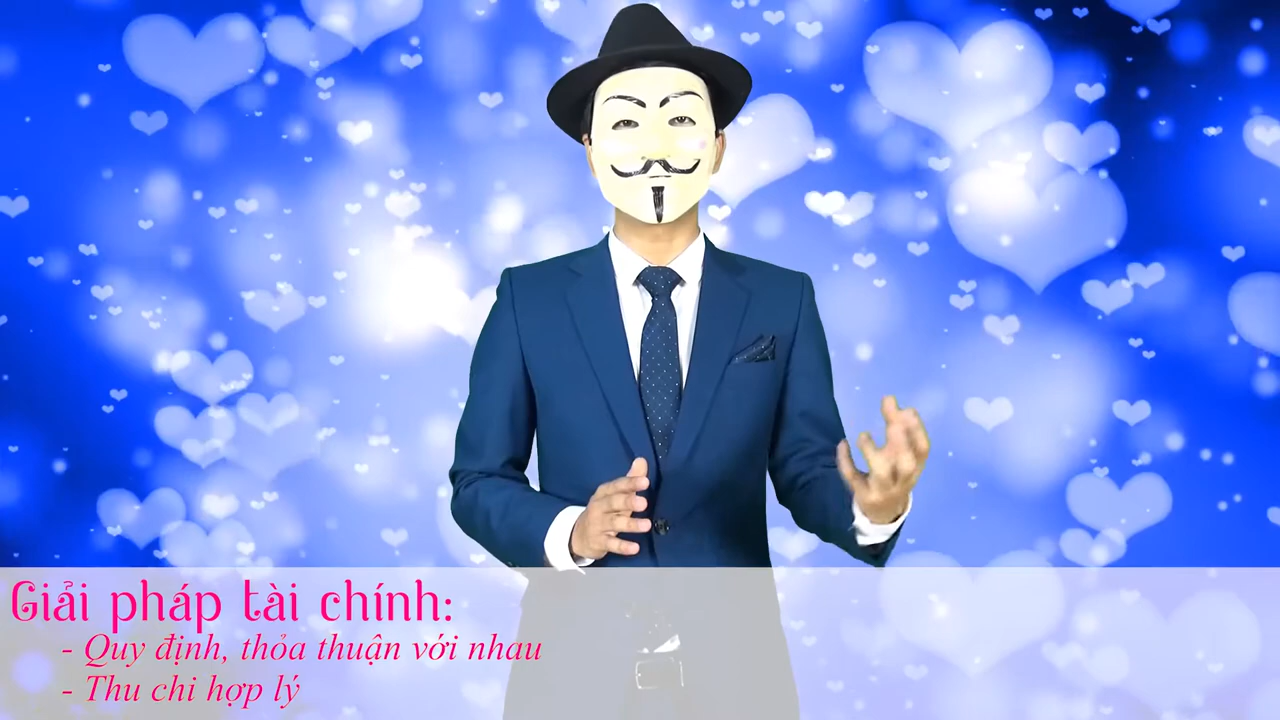 Giải pháp tài chính:
- Quy định, thỏa thuận với nhau
- Thu chi hợp lý